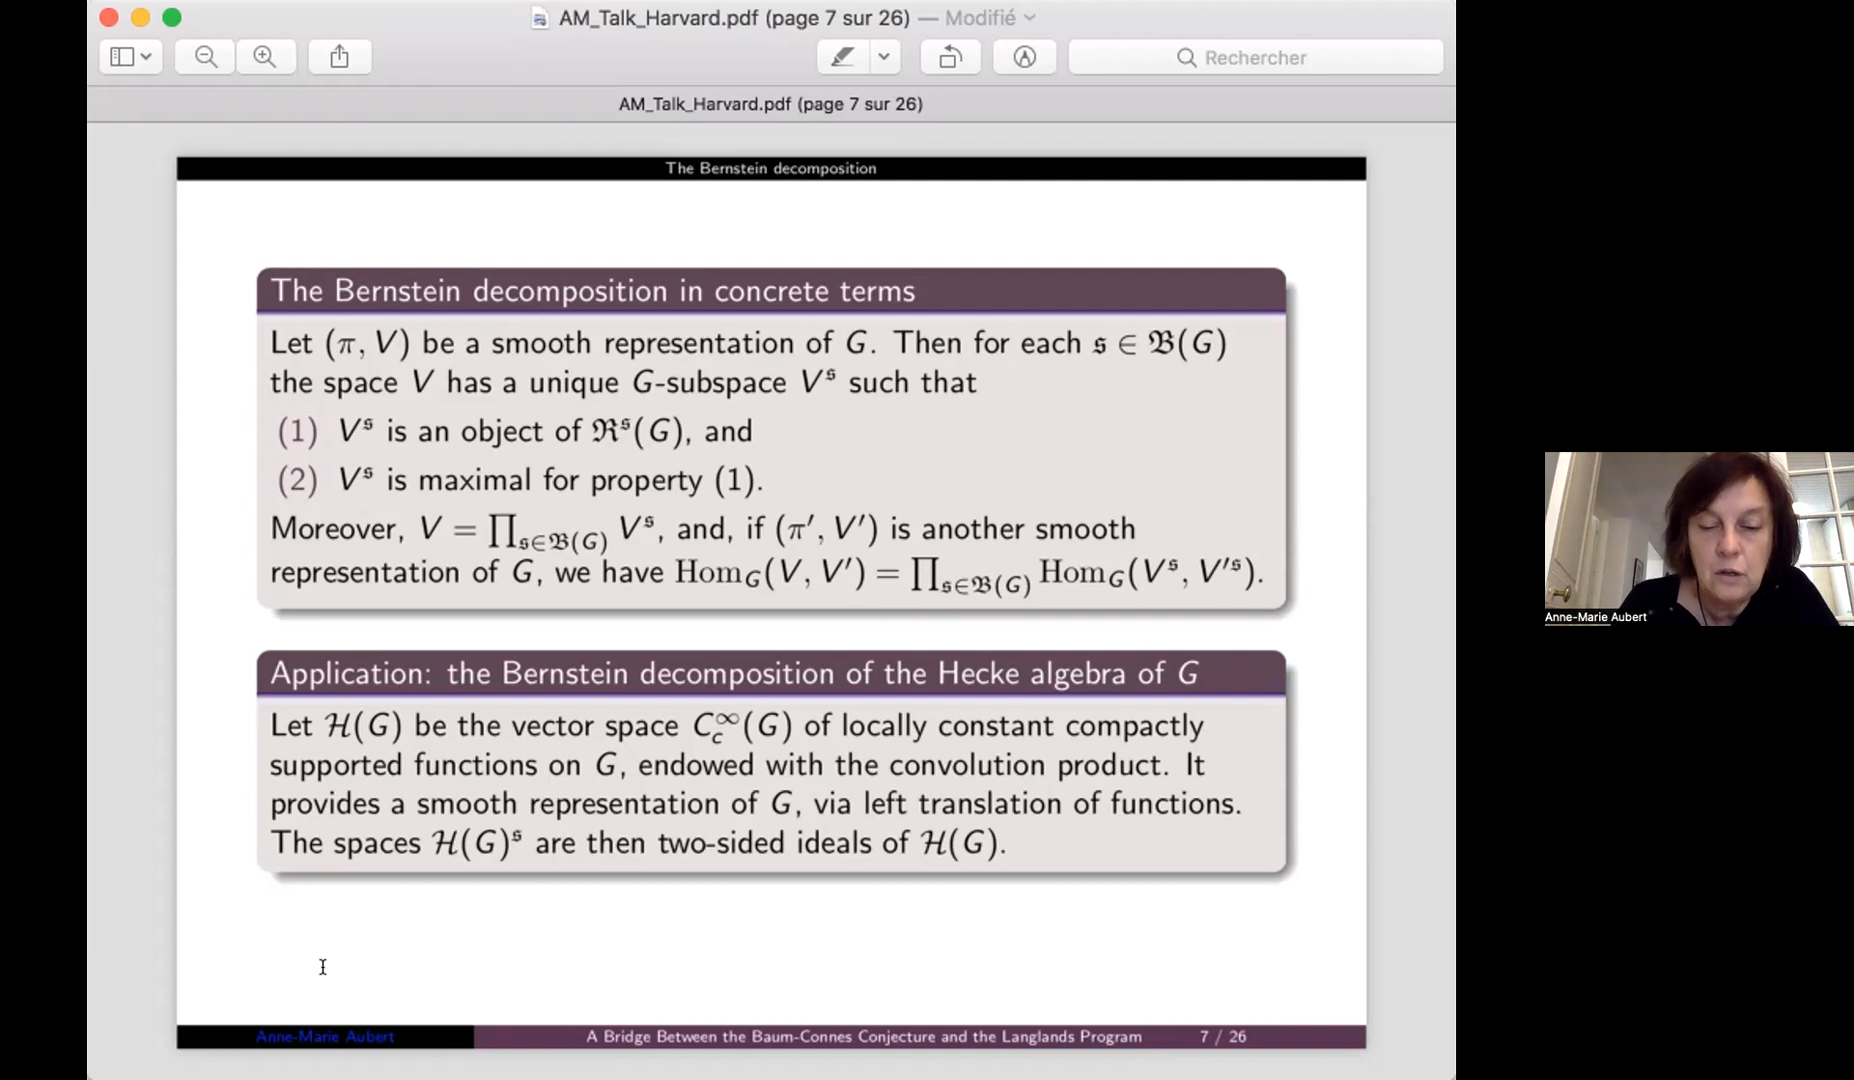 AM_Talk_Harvard.pdf (page 7 sur 26) — Modifié
Rechercher
AM_Talk_Harvard.pdf (page 7 sur 26)
The Bernstein decomposition
The Bernstein decomposition in concrete terms
Let (π, V) be a smooth representation of G. Then for each 𝔰 ∈ 𝔅(G)
the space V has a unique G-subspace V^𝔰 such that
(1) V^𝔰 is an object of ℜ^𝔰(G), and
(2) V^𝔰 is maximal for property (1).
Moreover, V = ∏_{𝔰∈𝔅(G)} V^𝔰, and, if (π′, V′) is another smooth
representation of G, we have Hom_G(V, V′) = ∏_{𝔰∈𝔅(G)} Hom_G(V^𝔰, V′^𝔰).
Application: the Bernstein decomposition of the Hecke algebra of G
Let ℋ(G) be the vector space C_c^∞(G) of locally constant compactly
supported functions on G, endowed with the convolution product. It
provides a smooth representation of G, via left translation of functions.
The spaces ℋ(G)^𝔰 are then two-sided ideals of ℋ(G).
Anne-Marie Aubert
A Bridge Between the Baum-Connes Conjecture and the Langlands Program
7 / 26
Anne-Marie Aubert